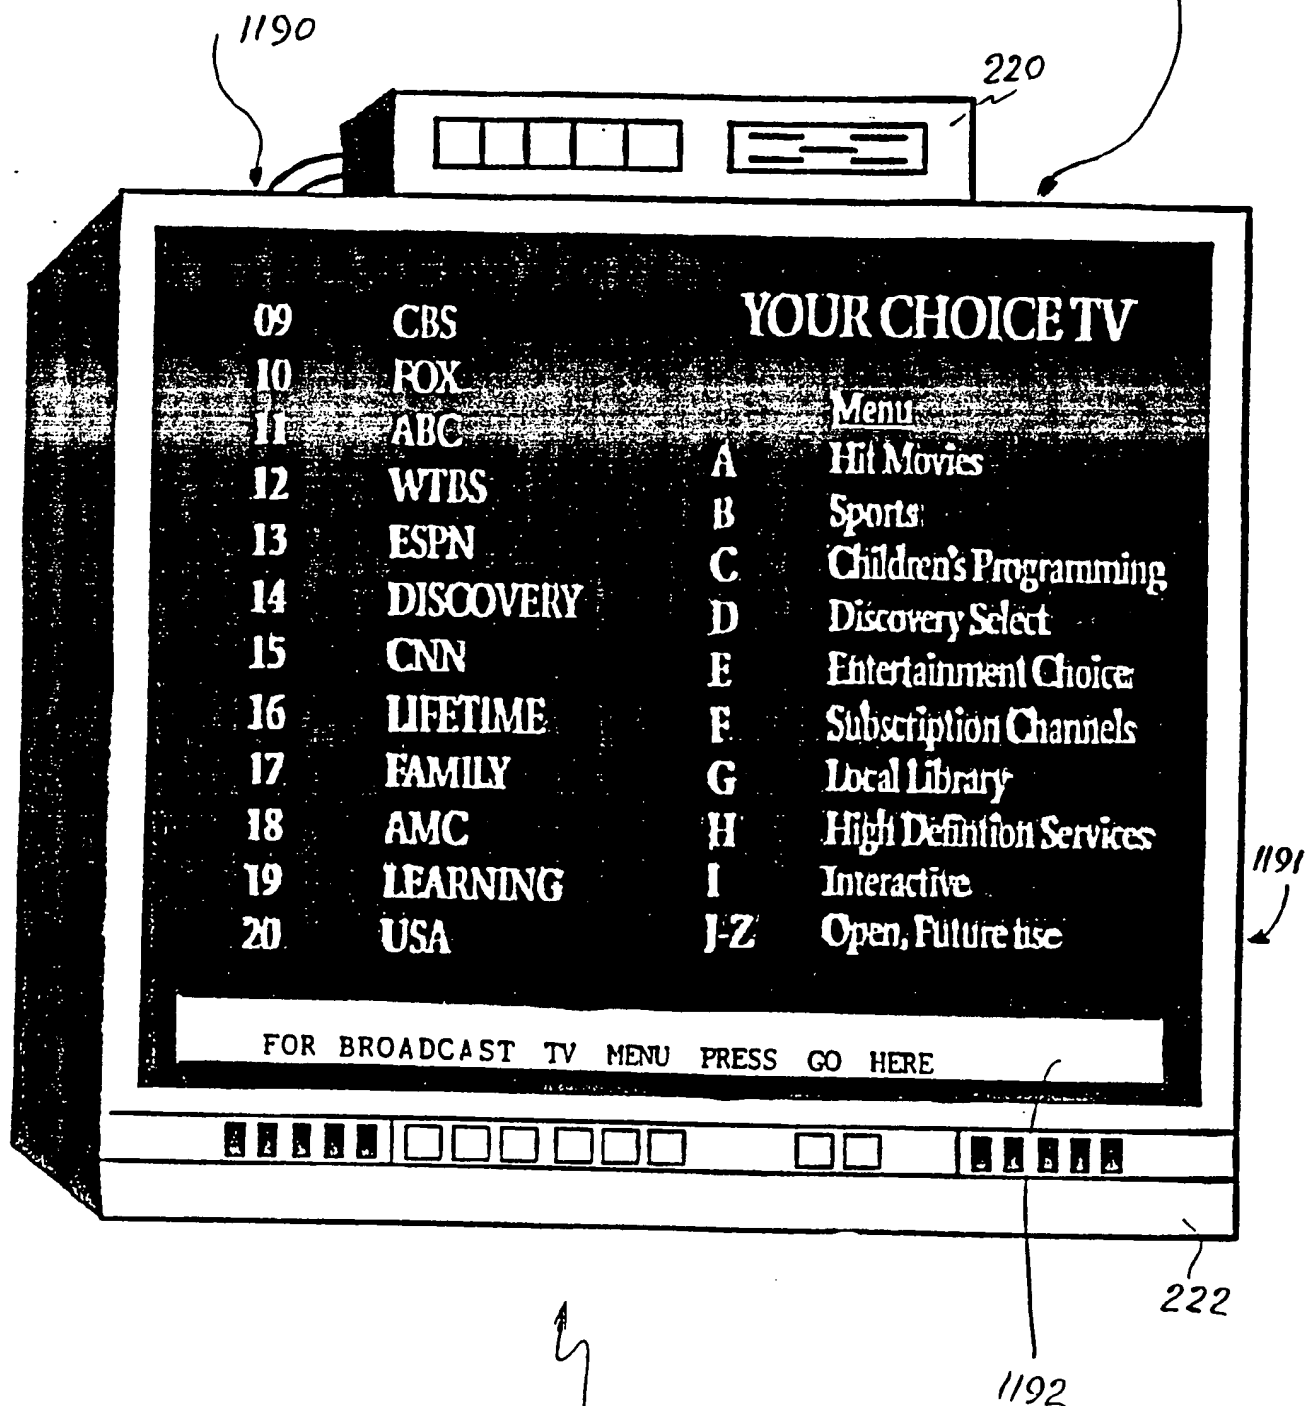 1190
220
YOUR CHOICE TV
09 CBS
10 FOX
11 ABC
12 WTBS
13 ESPN
14 DISCOVERY
15 CNN
16 LIFETIME
17 FAMILY
18 AMC
19 LEARNING
20 USA
Menu
A Hit Movies
B Sports
C Children's Programming
D Discovery Select
E Entertainment Choice
F Subscription Channels
G Local Library
H High Defintion Services
I Interactive
J-Z Open, Future use
1191
FOR BROADCAST TV MENU PRESS GO HERE
222
1192